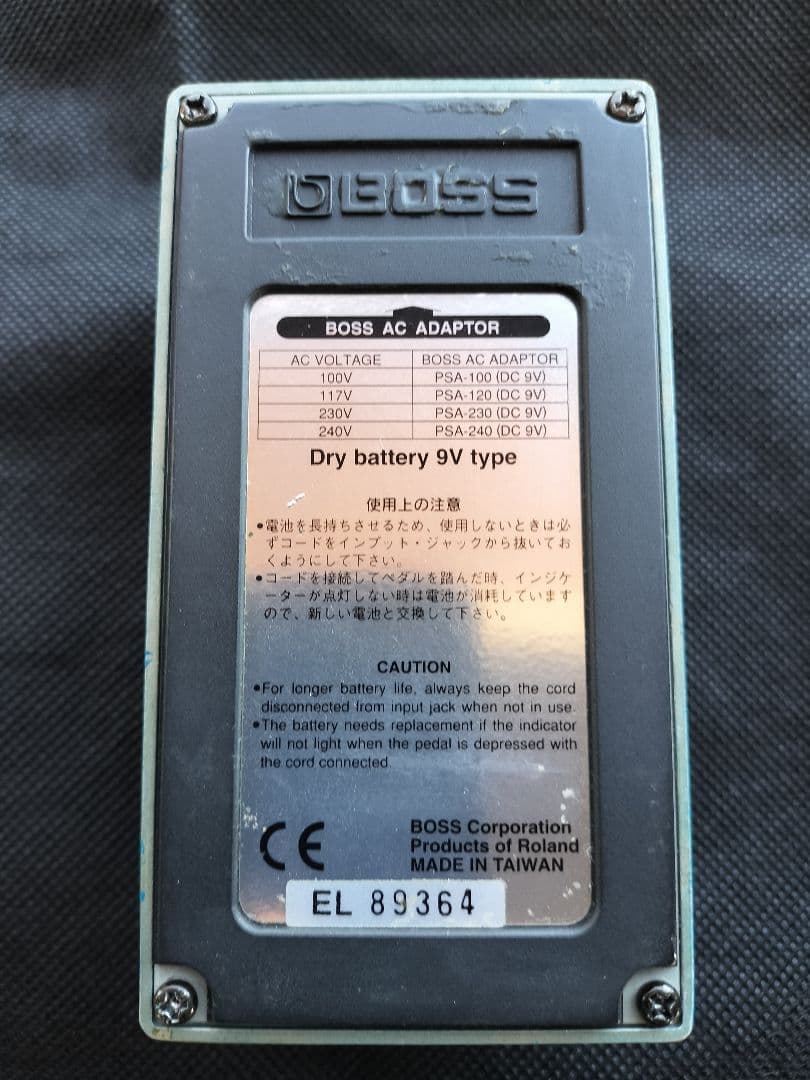 BOSS
BOSS AC ADAPTOR
AC VOLTAGE BOSS AC ADAPTOR
100V PSA-100 (DC 9V)
117V PSA-120 (DC 9V)
230V PSA-230 (DC 9V)
240V PSA-240 (DC 9V)
Dry battery 9V type
使用上の注意
●電池を長持ちさせるため、使用しないときは必
ずコードをインプット・ジャックから抜いてお
くようにして下さい。
●コードを接続してペダルを踏んだ時、インジケ
ーターが点灯しない時は電池が消耗しています
ので、新しい電池と交換して下さい。
CAUTION
●For longer battery life, always keep the cord
disconnected from input jack when not in use.
●The battery needs replacement if the indicator
will not light when the pedal is depressed with
the cord connected.
CE
BOSS Corporation
Products of Roland
MADE IN TAIWAN
EL 89364